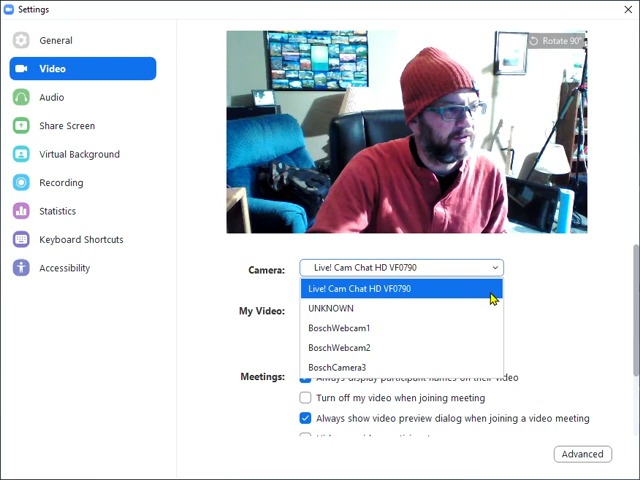 Settings
General
Video
Audio
Share Screen
Virtual Background
Recording
Statistics
Keyboard Shortcuts
Accessibility
Rotate 90°
Camera:
Live! Cam Chat HD VF0790
Live! Cam Chat HD VF0790
UNKNOWN
BoschWebcam1
BoschWebcam2
BoschCamera3
My Video:
Meetings:
Always display participant names on their video
Turn off my video when joining meeting
Always show video preview dialog when joining a video meeting
Advanced